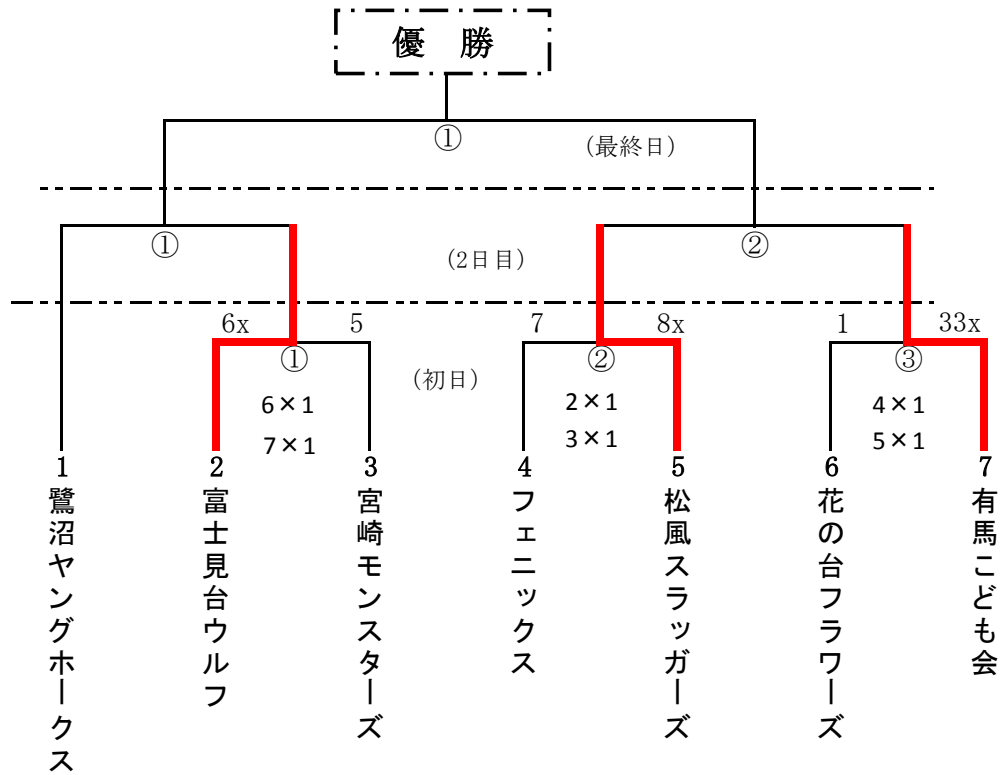 優 勝
①
(最終日)
①
②
(2日目)
6x 5 7 8x 1 33x
① ② ③
(初日)
6×1 2×1 4×1
7×1 3×1 5×1
1 2 3 4 5 6 7
鷺沼ヤングホークス
富士見台ウルフ
宮崎モンスターズ
フェニックス
松風スラッガーズ
花の台フラワーズ
有馬こども会